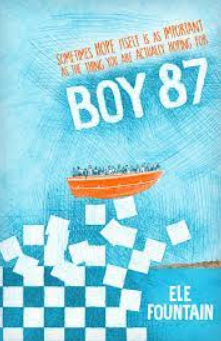 SOMETIMES HOPE ITSELF IS AS IMPORTANT
AS THE THING YOU ARE ACTUALLY HOPING FOR
BOY 87
ELE
FOUNTAIN